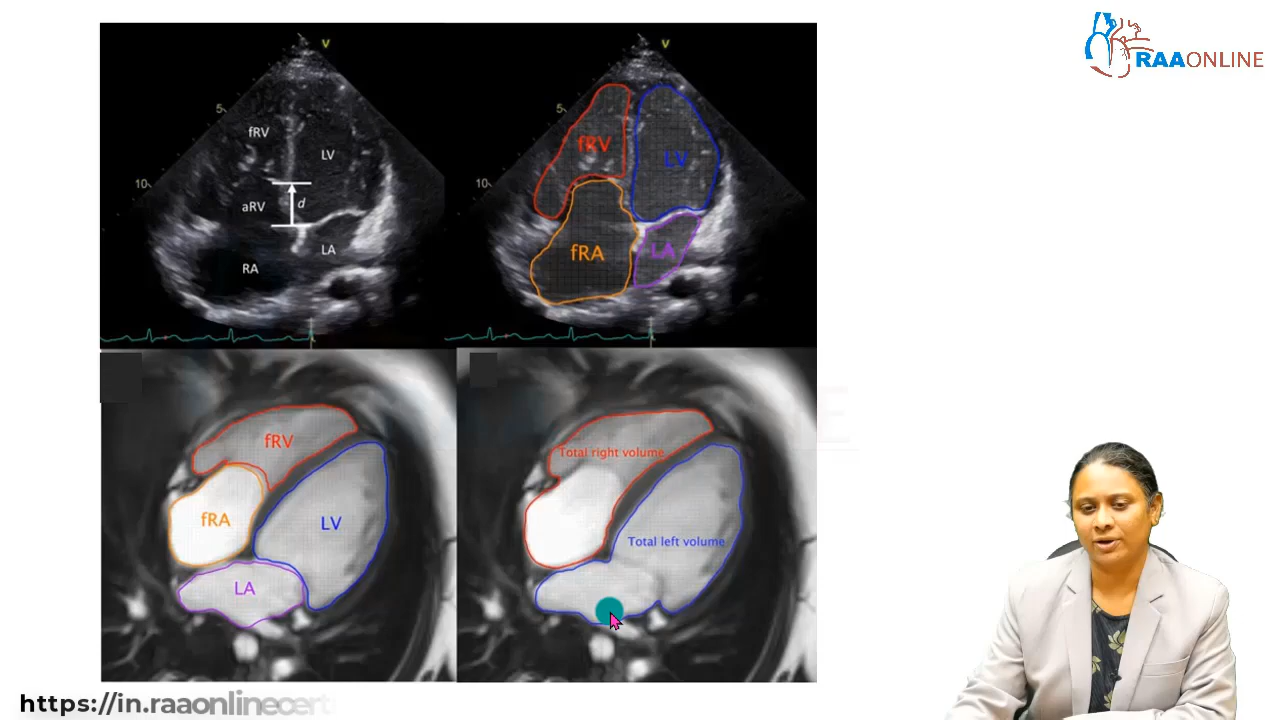 RAAONLINE
V
5
fRV
LV
10
aRV
d
LA
RA
V
5
fRV
LV
10
fRA
LA
fRV
fRA
LV
LA
Total right volume
Total left volume
https://in.raaonlinecert